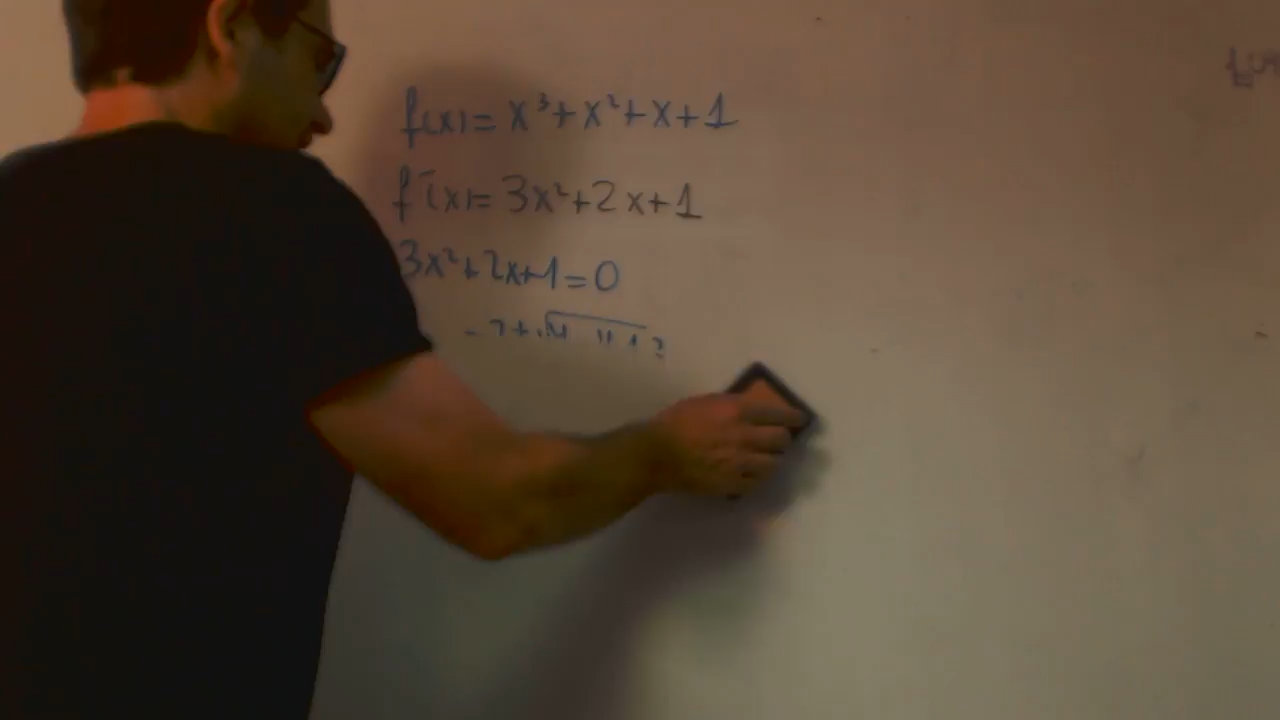 f(x)= x³+x²+x+1
f'(x)= 3x²+2x+1
3x²+2x+1=0